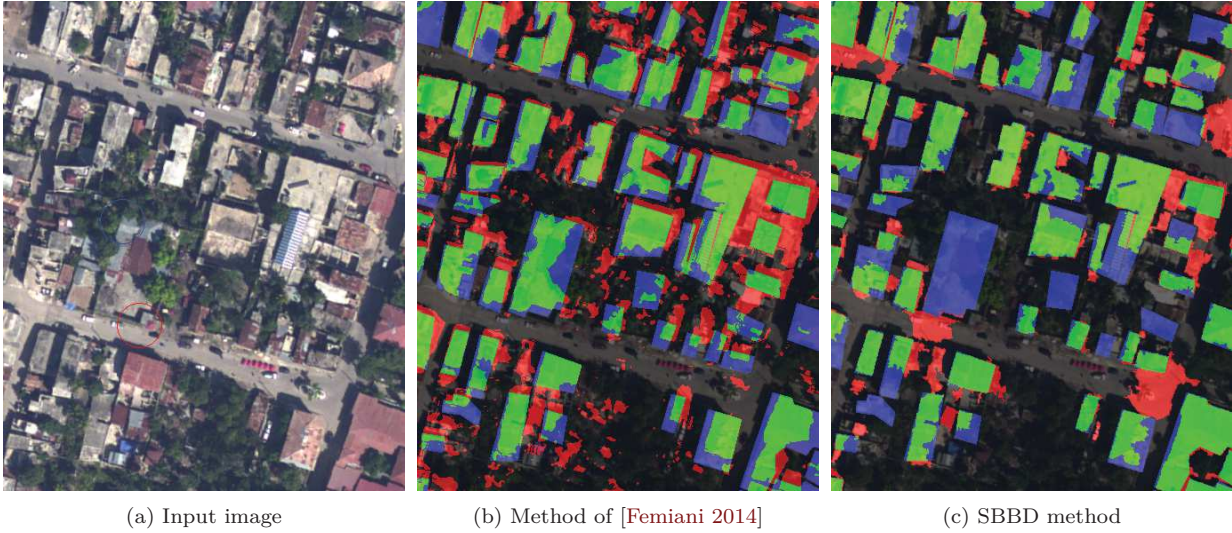 (a) Input image
(b) Method of [Femiani 2014]
(c) SBBD method